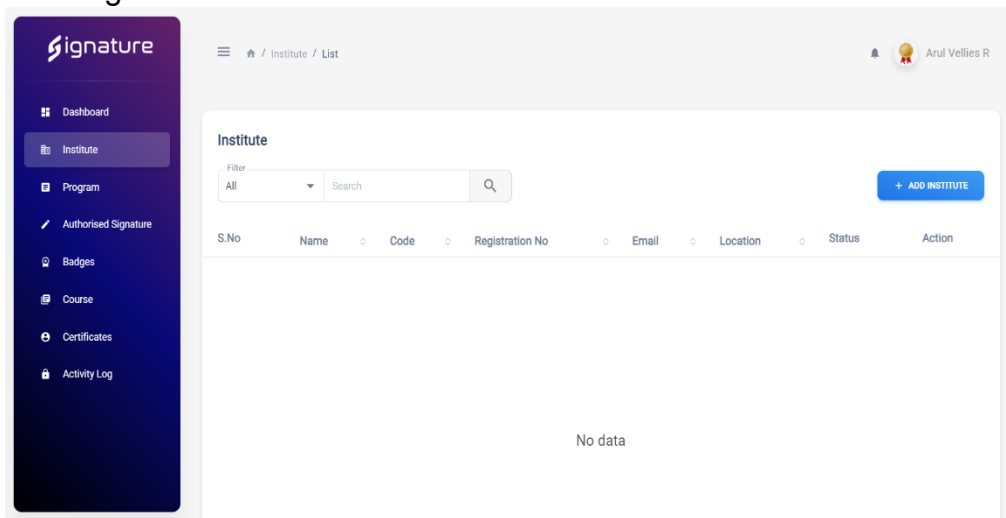 Signature
Dashboard
Institute
Program
Authorised Signature
Badges
Course
Certificates
Activity Log
/ Institute / List
Arul Vellies R
Institute
Filter
All
Search
+ ADD INSTITUTE
S.No Name Code Registration No Email Location Status Action
No data